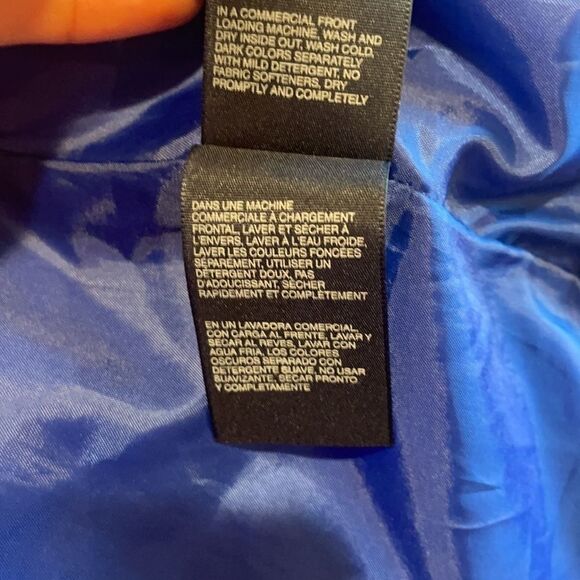 IN A COMMERCIAL FRONT
LOADING MACHINE, WASH AND
DRY INSIDE OUT, WASH COLD,
DARK COLORS SEPARATELY
WITH MILD DETERGENT, NO
FABRIC SOFTENERS, DRY
PROMPTLY AND COMPLETELY
DANS UNE MACHINE
COMMERCIALE À CHARGEMENT
FRONTAL, LAVER ET SÉCHER À
L'ENVERS, LAVER À L'EAU FROIDE,
LAVER LES COULEURS FONCÉES
SÉPAREMENT, UTILISER UN
DETERGENT DOUX, PAS
D'ADOUCISSANT, SÉCHER
RAPIDEMENT ET COMPLÈTEMENT
EN UN LAVADORA COMERCIAL,
CON CARGA AL FRENTE, LAVAR Y
SECAR AL REVES, LAVAR CON
AGUA FRIA, LOS COLORES
OSCUROS SEPARADO CON
DETERGENTE SUAVE, NO USAR
SUAVIZANTE, SECAR PRONTO
Y COMPLETAMENTE